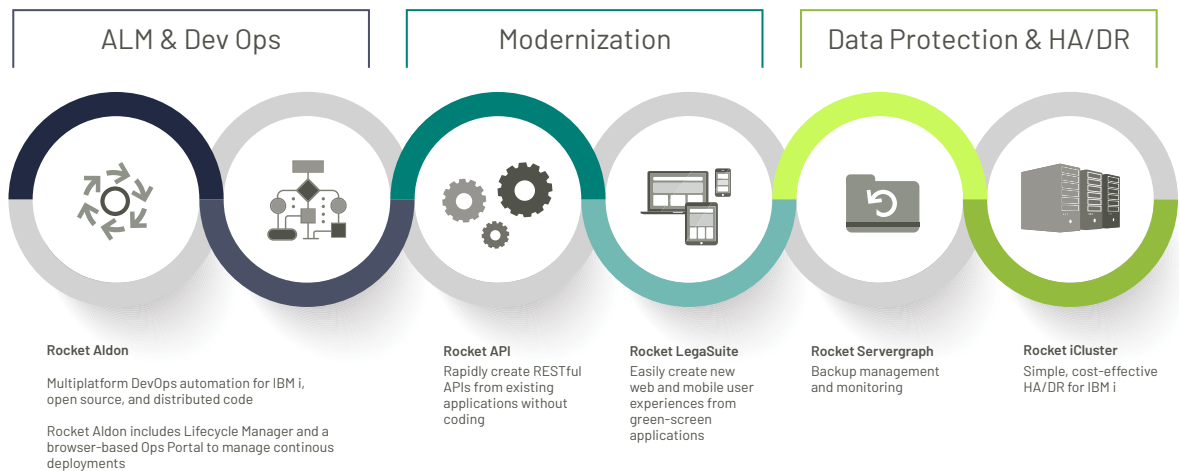 ALM & Dev Ops
Modernization
Data Protection & HA/DR
Rocket Aldon
Multiplatform DevOps automation for IBM i,
open source, and distributed code
Rocket Aldon includes Lifecycle Manager and a
browser-based Ops Portal to manage continous
deployments
Rocket API
Rapidly create RESTful
APIs from existing
applications without
coding
Rocket LegaSuite
Easily create new
web and mobile user
experiences from
green-screen
applications
Rocket Servergraph
Backup management
and monitoring
Rocket iCluster
Simple, cost-effective
HA/DR for IBM i